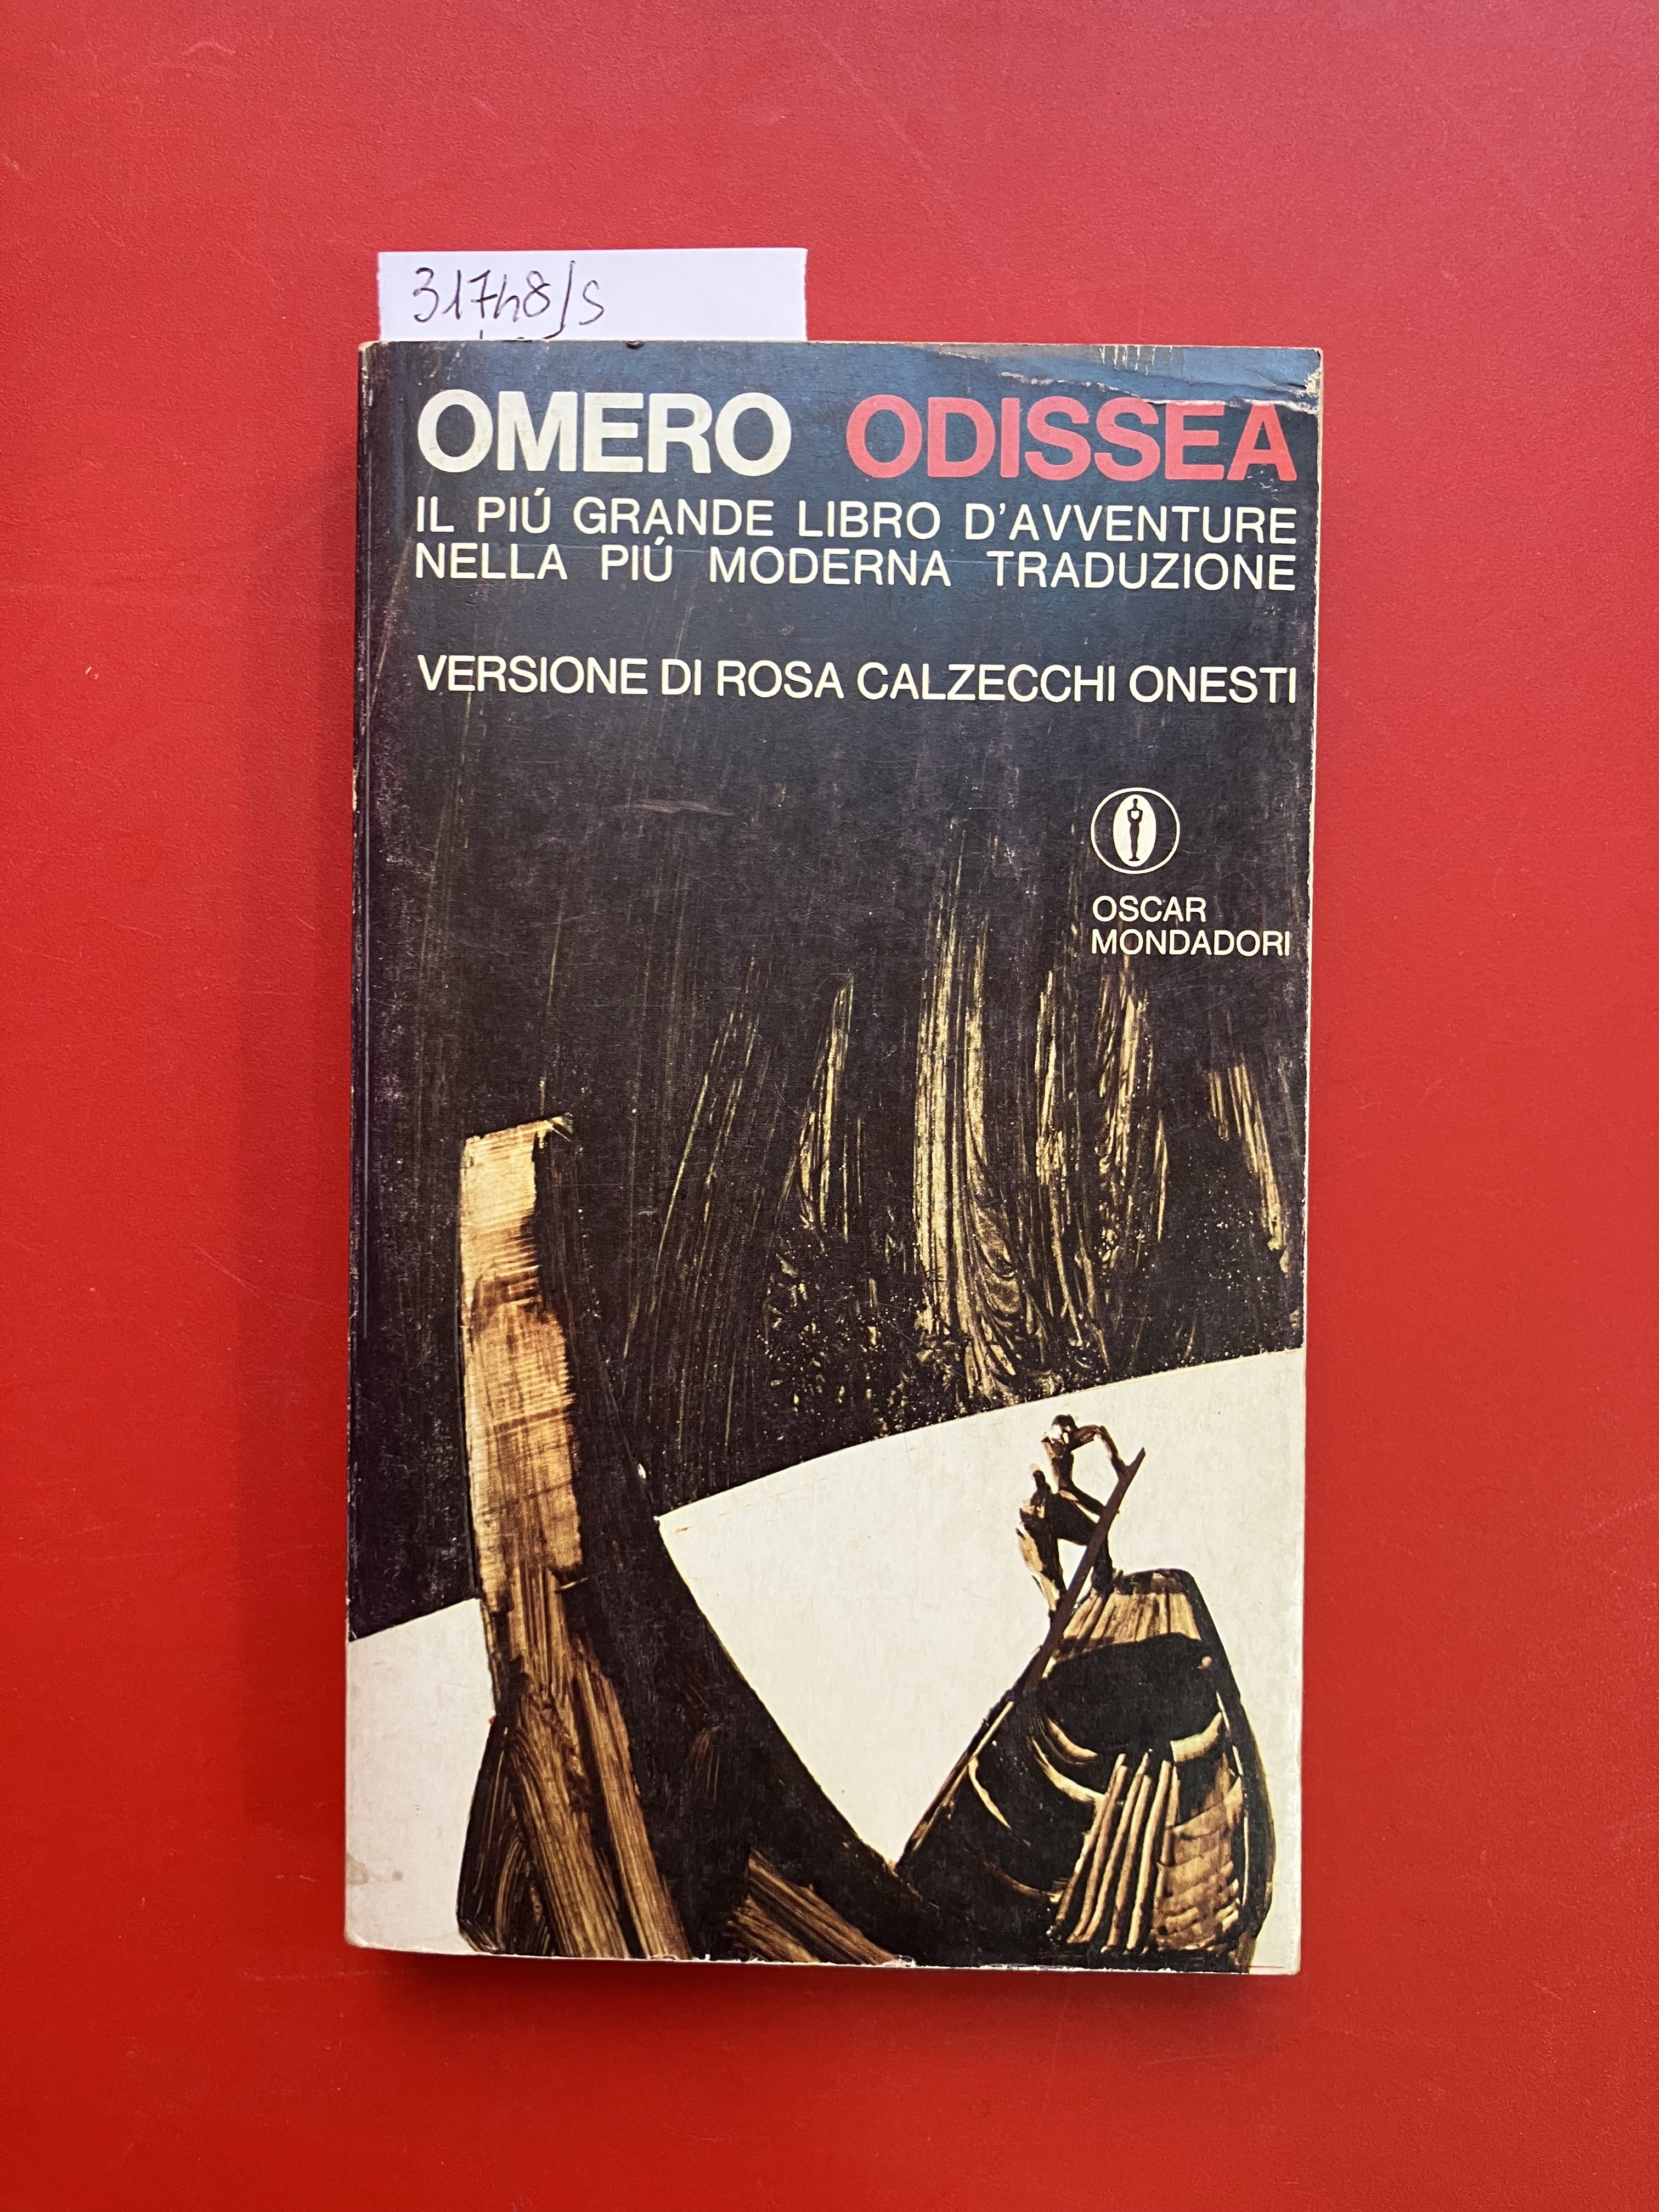 31748/S
OMERO ODISSEA
IL PIÚ GRANDE LIBRO D'AVVENTURE
NELLA PIÚ MODERNA TRADUZIONE
VERSIONE DI ROSA CALZECCHI ONESTI
OSCAR
MONDADORI